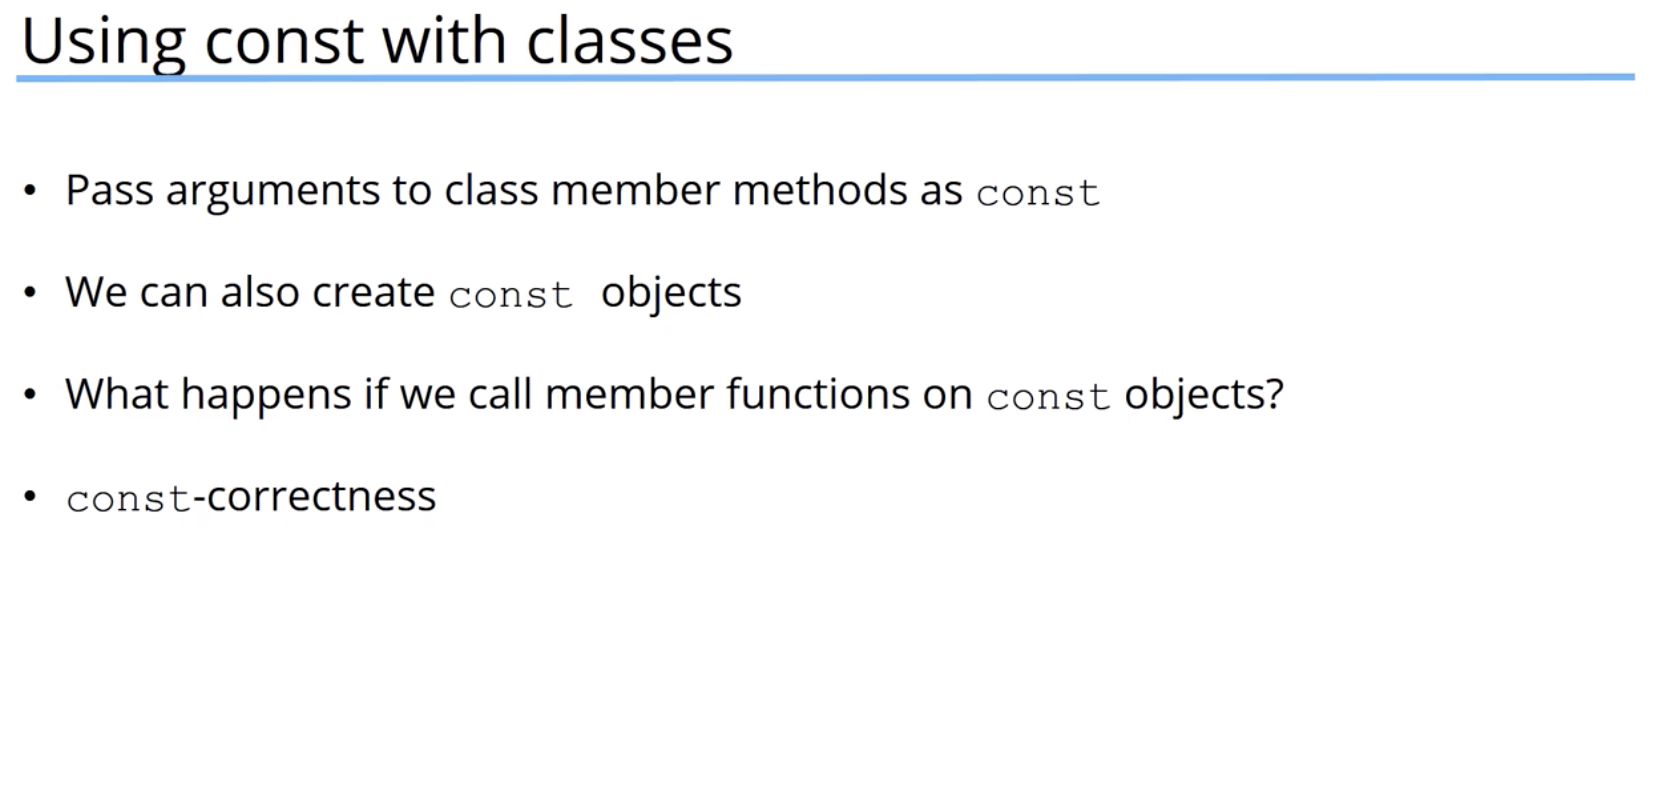 Using const with classes
• Pass arguments to class member methods as const
• We can also create const objects
• What happens if we call member functions on const objects?
• const-correctness